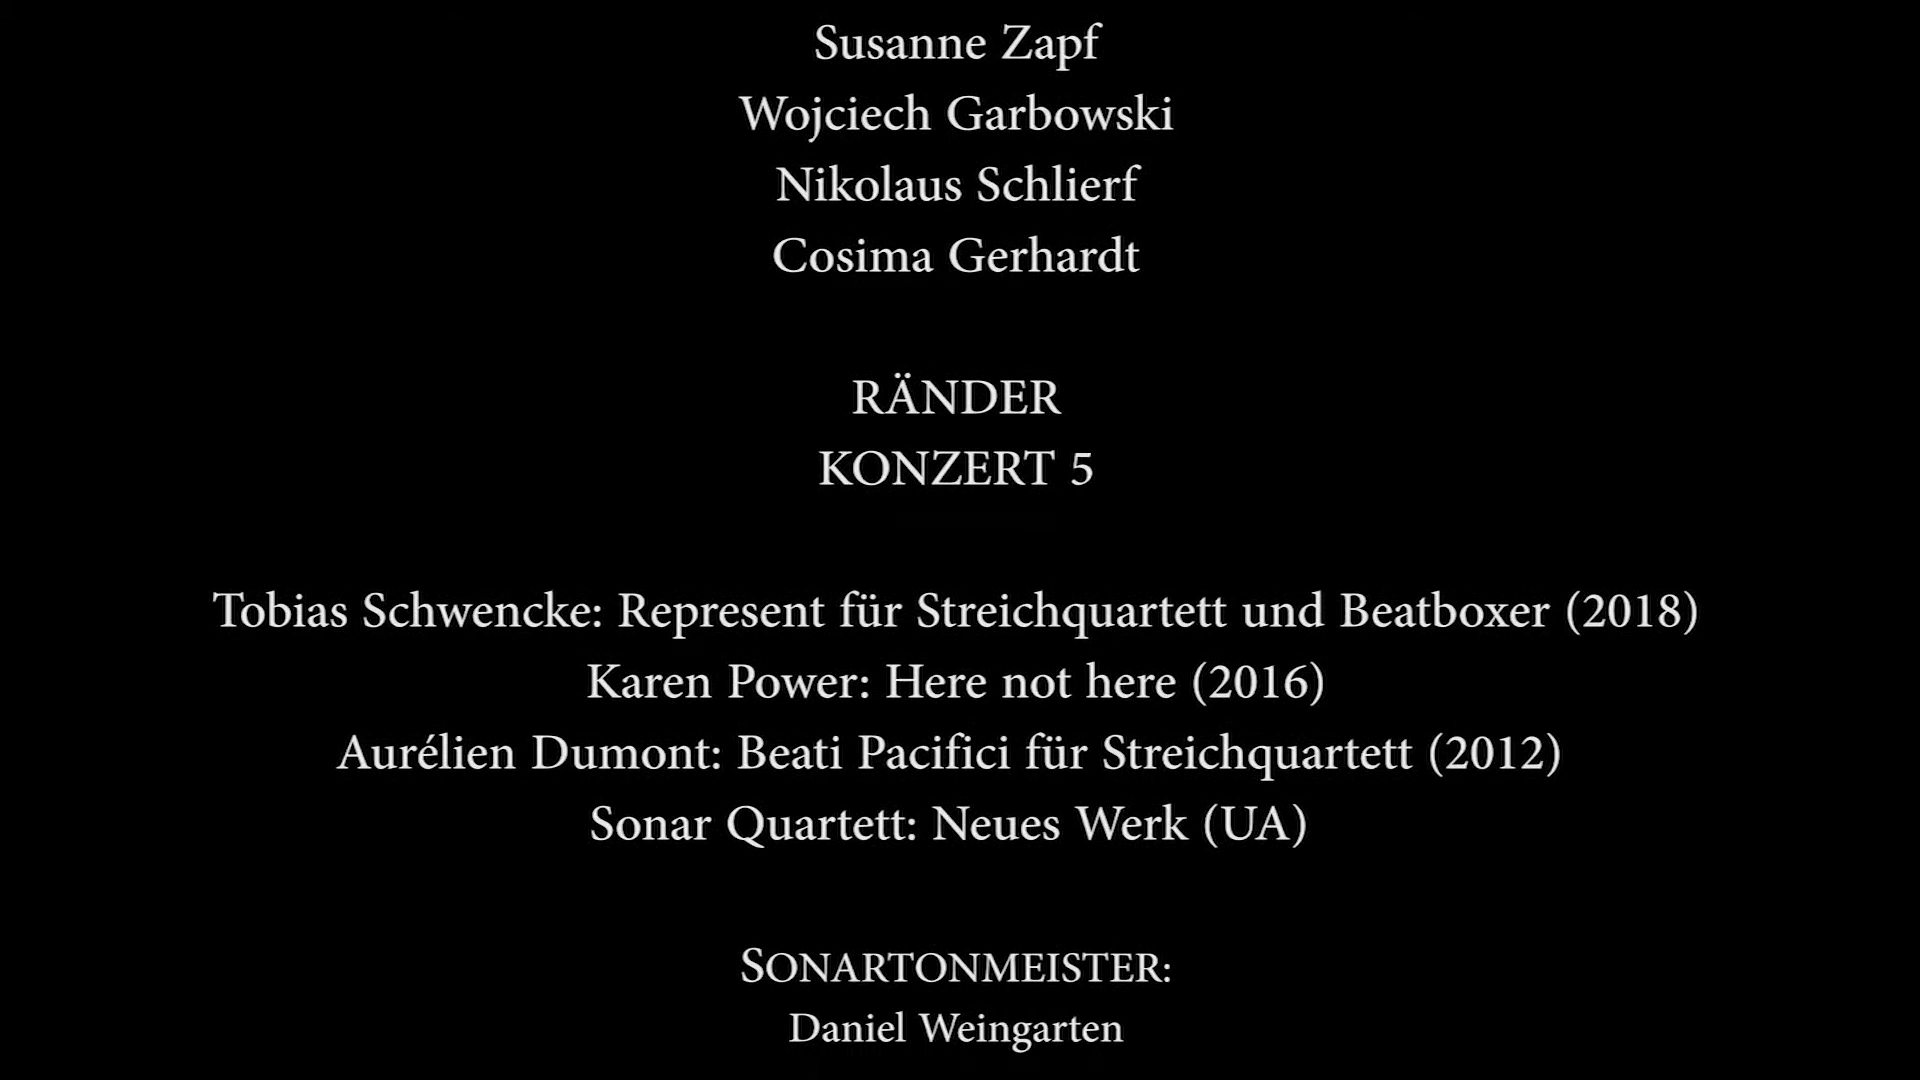 Susanne Zapf
Wojciech Garbowski
Nikolaus Schlierf
Cosima Gerhardt
RÄNDER
KONZERT 5
Tobias Schwencke: Represent für Streichquartett und Beatboxer (2018)
Karen Power: Here not here (2016)
Aurélien Dumont: Beati Pacifici für Streichquartett (2012)
Sonar Quartett: Neues Werk (UA)
SONARTONMEISTER:
Daniel Weingarten